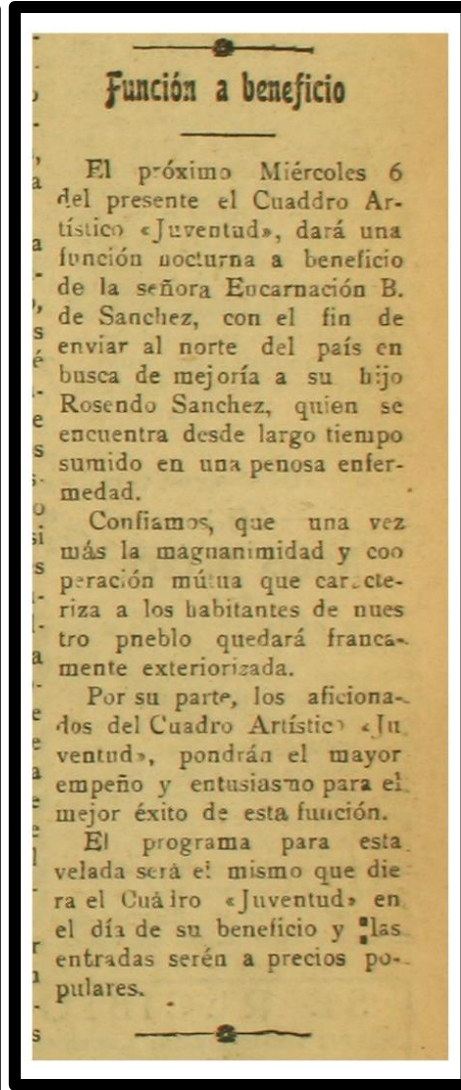 Función a beneficio
El próximo Miércoles 6
del presente el Cuaddro Ar-
tístico «Juventud», dará una
función nocturna a beneficio
de la señora Encarnación B.
de Sanchez, con el fin de
enviar al norte del país en
busca de mejoría a su hijo
Rosendo Sanchez, quien se
encuentra desde largo tiempo
sumido en una penosa enfer-
medad.
Confiamos, que una vez
más la magnanimidad y coo
peración mútua que caracte-
riza a los habitantes de nues
tro pneblo quedará franca-
mente exteriorizada.
Por su parte, los aficiona-
dos del Cuadro Artístico «Ju
ventud», pondrán el mayor
empeño y entusiasmo para el
mejor éxito de esta función.
El programa para esta
velada será el mismo que die
ra el Cuádro «Juventud» en
el día de su beneficio y las
entradas serén a precios po-
pulares.